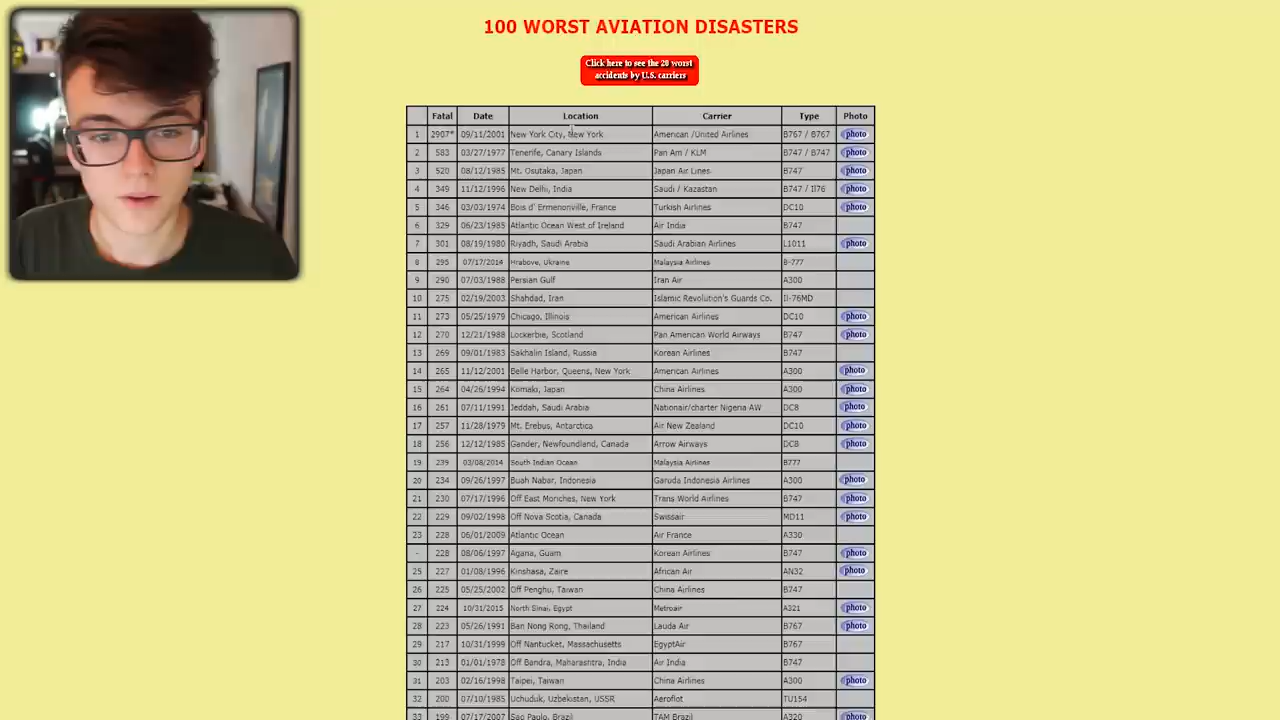 100 WORST AVIATION DISASTERS
Click here to see the 20 worst
accidents by U.S. carriers
Fatal Date Location Carrier Type Photo
1 2907* 09/11/2001 New York City, New York American /United Airlines B767 / B767 photo
2 583 03/27/1977 Tenerife, Canary Islands Pan Am / KLM B747 / B747 photo
3 520 08/12/1985 Mt. Osutaka, Japan Japan Air Lines B747 photo
4 349 11/12/1996 New Delhi, India Saudi / Kazastan B747 / Il76 photo
5 346 03/03/1974 Bois d' Ermenonville, France Turkish Airlines DC10 photo
6 329 06/23/1985 Atlantic Ocean West of Ireland Air India B747
7 301 08/19/1980 Riyadh, Saudi Arabia Saudi Arabian Airlines L1011 photo
8 295 07/17/2014 Hrabove, Ukraine Malaysia Airlines B-777
9 290 07/03/1988 Persian Gulf Iran Air A300
10 275 02/19/2003 Shahdad, Iran Islamic Revolution's Guards Co. Il-76MD
11 273 05/25/1979 Chicago, Illinois American Airlines DC10 photo
12 270 12/21/1988 Lockerbie, Scotland Pan American World Airways B747 photo
13 269 09/01/1983 Sakhalin Island, Russia Korean Airlines B747
14 265 11/12/2001 Belle Harbor, Queens, New York American Airlines A300 photo
15 264 04/26/1994 Komaki, Japan China Airlines A300 photo
16 261 07/11/1991 Jeddah, Saudi Arabia Nationair/charter Nigeria AW DC8 photo
17 257 11/28/1979 Mt. Erebus, Antarctica Air New Zealand DC10 photo
18 256 12/12/1985 Gander, Newfoundland, Canada Arrow Airways DC8 photo
19 239 03/08/2014 South Indian Ocean Malaysia Airlines B777
20 234 09/26/1997 Buah Nabar, Indonesia Garuda Indonesia Airlines A300 photo
21 230 07/17/1996 Off East Moriches, New York Trans World Airlines B747 photo
22 229 09/02/1998 Off Nova Scotia, Canada Swissair MD11 photo
23 228 06/01/2009 Atlantic Ocean Air France A330
- 228 08/06/1997 Agana, Guam Korean Airlines B747 photo
25 227 01/08/1996 Kinshasa, Zaire African Air AN32 photo
26 225 05/25/2002 Off Penghu, Taiwan China Airlines B747
27 224 10/31/2015 North Sinai, Egypt Metroair A321 photo
28 223 05/26/1991 Ban Nong Rong, Thailand Lauda Air B767 photo
29 217 10/31/1999 Off Nantucket, Massachusetts EgyptAir B767
30 213 01/01/1978 Off Bandra, Maharashtra, India Air India B747
31 203 02/16/1998 Taipei, Taiwan China Airlines A300 photo
32 200 07/10/1985 Uchuduk, Uzbekistan, USSR Aeroflot TU154
33 199 07/17/2007 Sao Paulo, Brazil TAM Brazil A320 photo